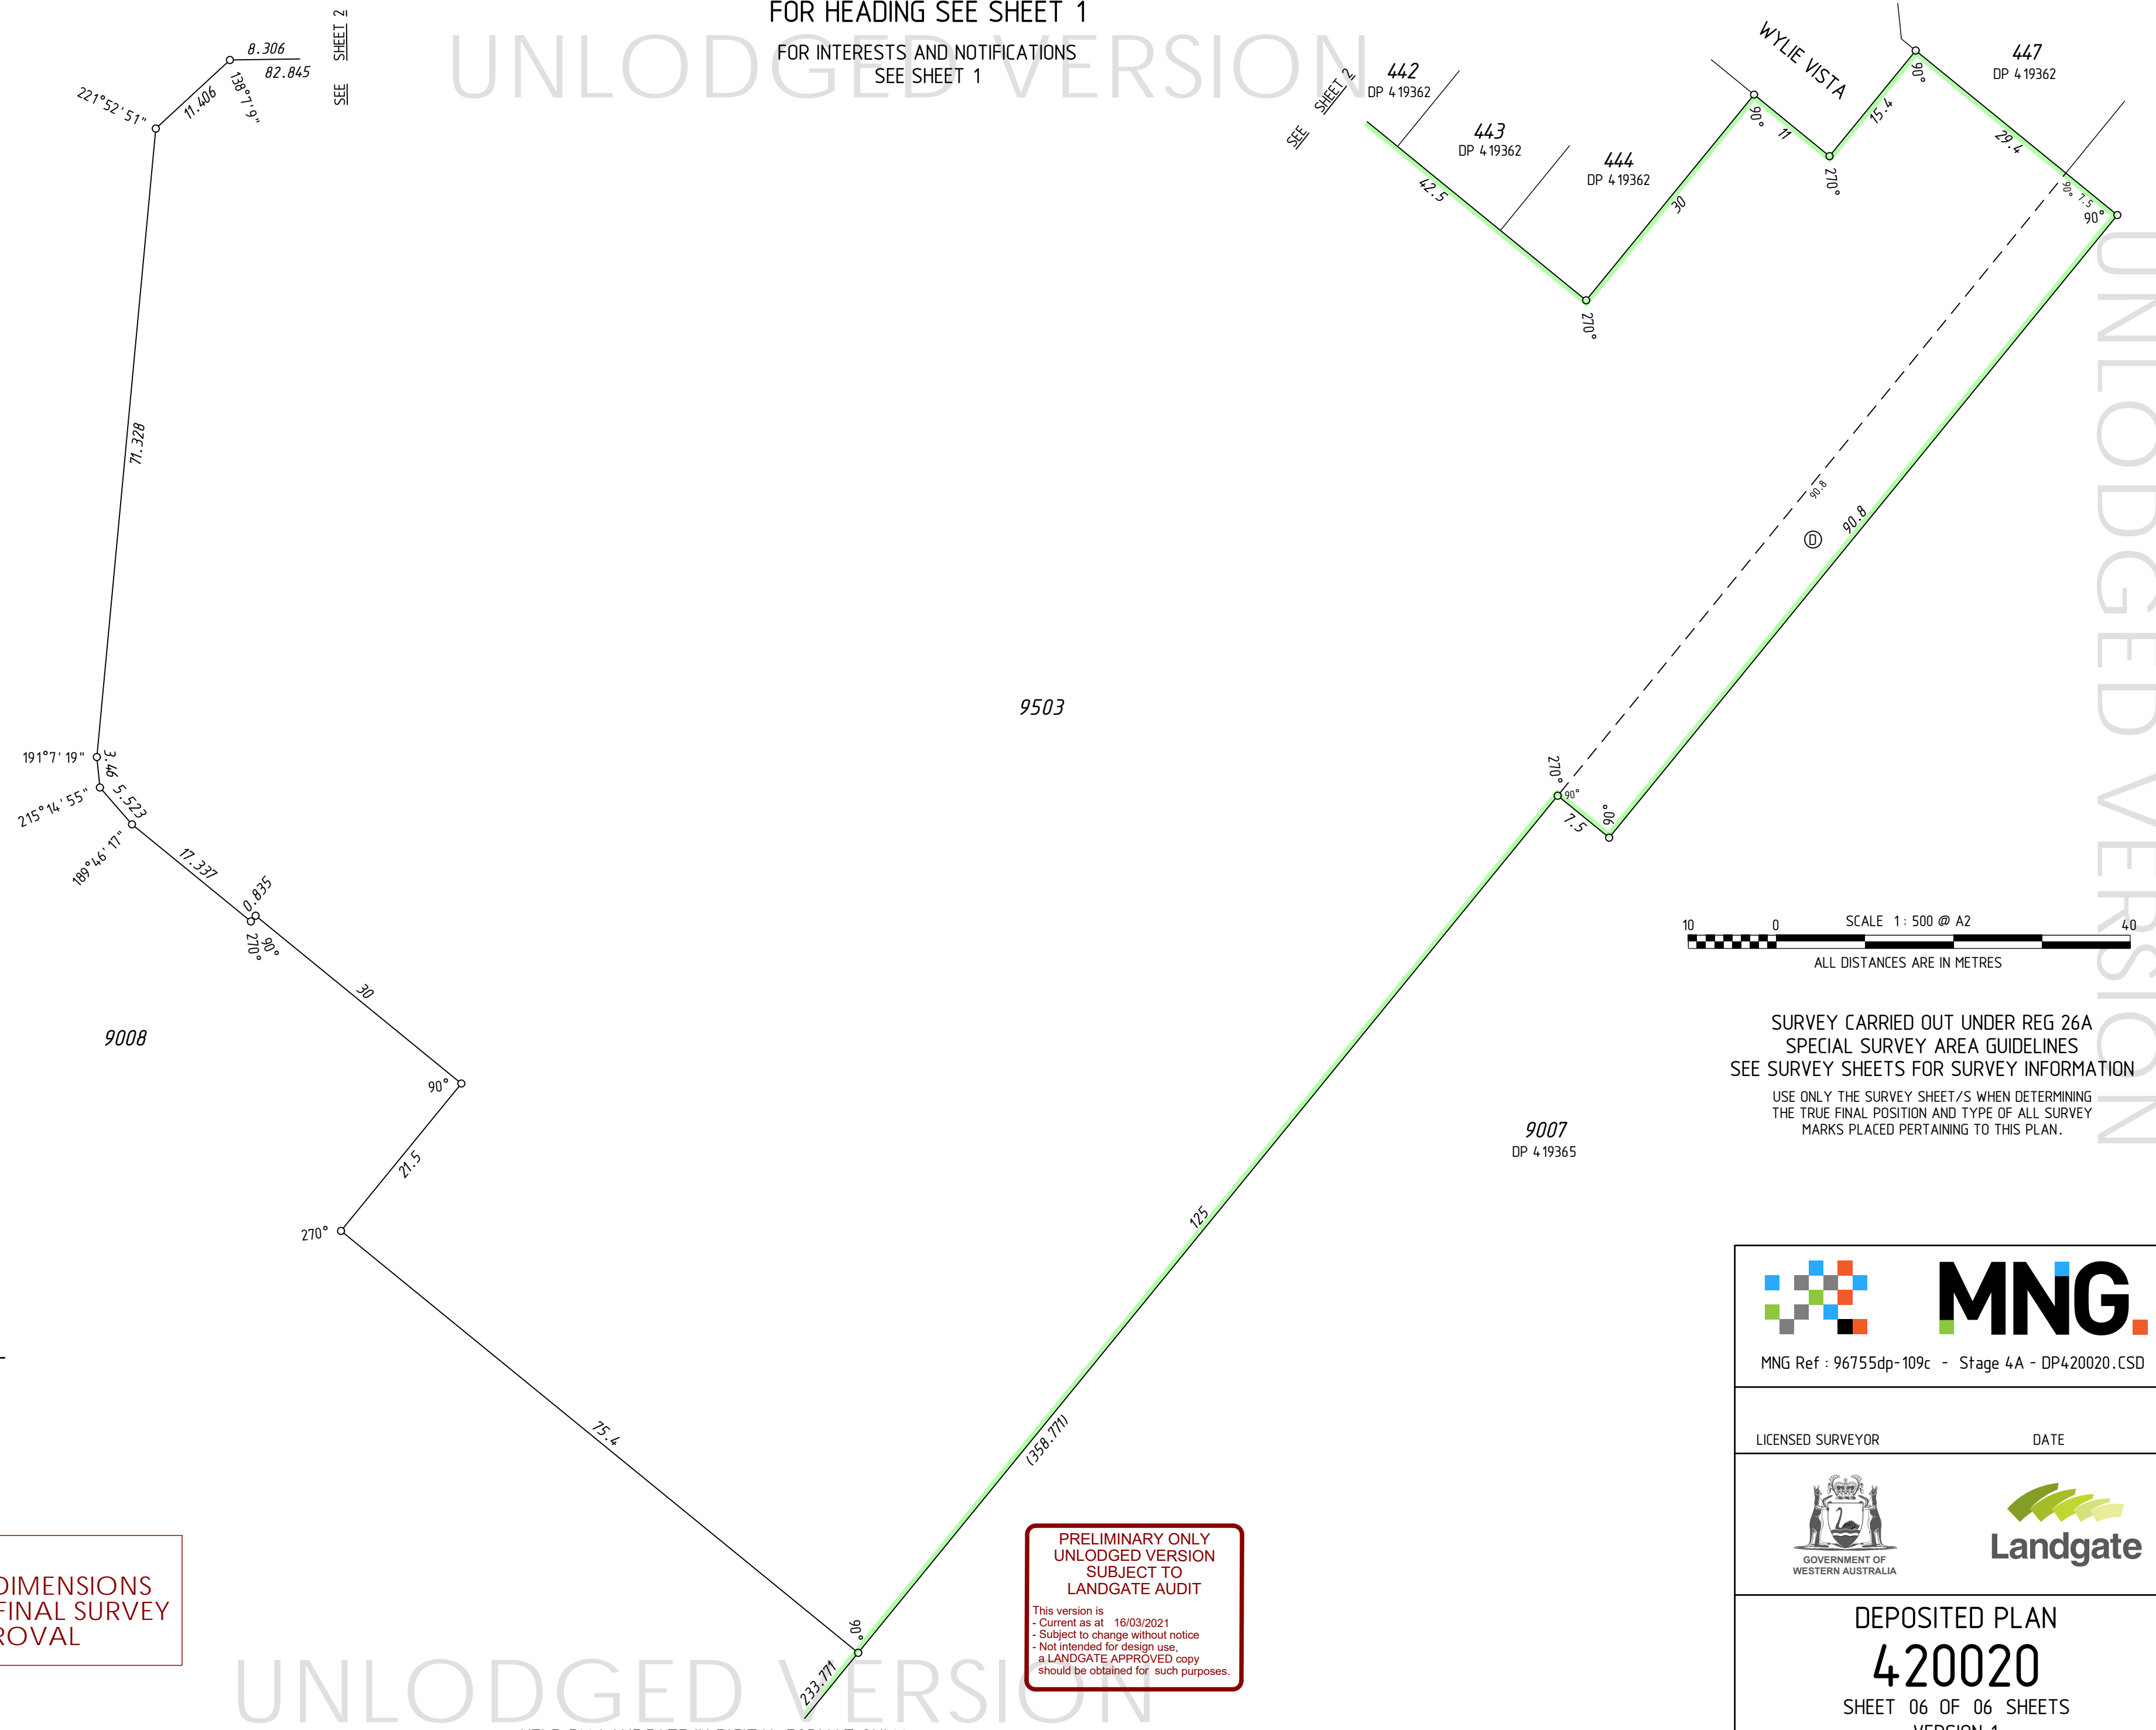 FOR HEADING SEE SHEET 1
FOR INTERESTS AND NOTIFICATIONS
SEE SHEET 1
UNLODGED VERSION
SEE SHEET 2
8.306
82.845
138°7'9"
11.406
221°52'51"
71.328
191°7'19"
3.46
215°14'55"
5.523
189°46'17"
17.337
0.835
270°
90°
30
90°
21.5
270°
75.4
90°
233.771
(358.771)
125
9503
9008
9007
DP 419365
SEE SHEET 2
442
DP 419362
443
DP 419362
444
DP 419362
42.5
270°
30
90°
11
270°
WYLIE VISTA
15.4
90°
447
DP 419362
29.4
90°
7.5
90°
90.8
90.8
D
270°
90°
7.5
90°
UNLODGED VERSION
10 0 SCALE 1 : 500 @ A2 40
ALL DISTANCES ARE IN METRES
SURVEY CARRIED OUT UNDER REG 26A
SPECIAL SURVEY AREA GUIDELINES
SEE SURVEY SHEETS FOR SURVEY INFORMATION
USE ONLY THE SURVEY SHEET/S WHEN DETERMINING
THE TRUE FINAL POSITION AND TYPE OF ALL SURVEY
MARKS PLACED PERTAINING TO THIS PLAN.
MNG.
MNG Ref : 96755dp-109c - Stage 4A - DP420020.CSD
LICENSED SURVEYOR DATE
GOVERNMENT OF
WESTERN AUSTRALIA
Landgate
DEPOSITED PLAN
420020
SHEET 06 OF 06 SHEETS
VERSION 1
DIMENSIONS
FINAL SURVEY
ROVAL
PRELIMINARY ONLY
UNLODGED VERSION
SUBJECT TO
LANDGATE AUDIT
This version is
- Current as at 16/03/2021
- Subject to change without notice
- Not intended for design use,
a LANDGATE APPROVED copy
should be obtained for such purposes.
UNLODGED VERSION